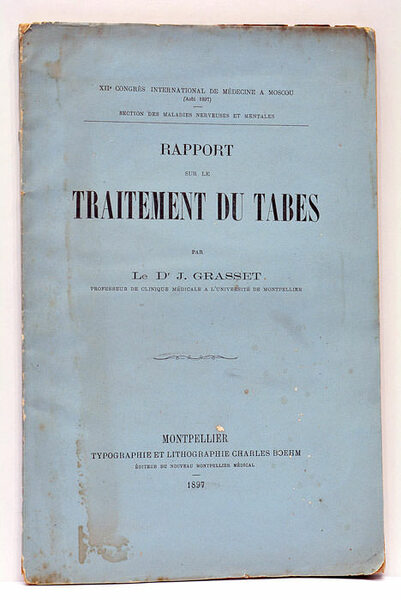 XIIe CONGRÈS INTERNATIONAL DE MÉDECINE A MOSCOU
(Août 1897)
SECTION DES MALADIES NERVEUSES ET MENTALES
RAPPORT
SUR LE
TRAITEMENT DU TABES
PAR
Le Dr J. GRASSET
PROFESSEUR DE CLINIQUE MÉDICALE A L'UNIVERSITÉ DE MONTPELLIER
MONTPELLIER
TYPOGRAPHIE ET LITHOGRAPHIE CHARLES BOEHM
ÉDITEUR DU NOUVEAU MONTPELLIER MÉDICAL
1897